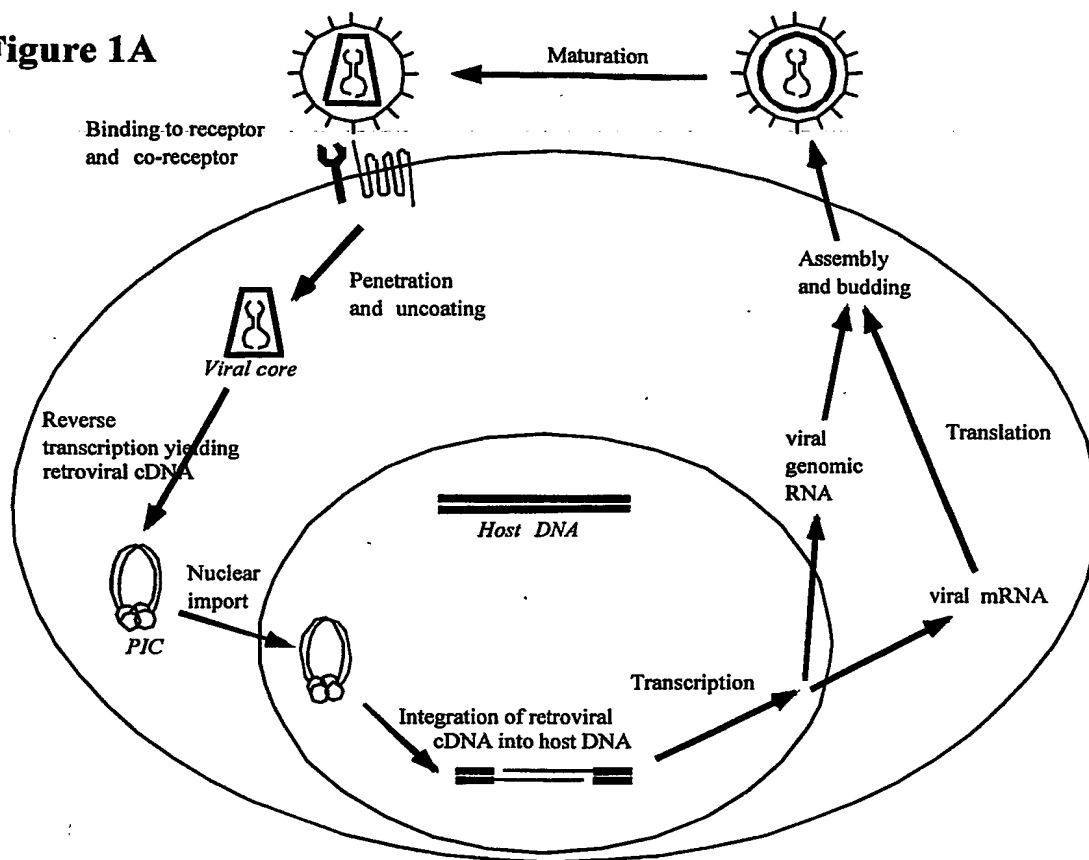 Figure 1A
Maturation
Binding to receptor
and co-receptor
Penetration
and uncoating
Assembly
and budding
Viral core
Reverse
transcription yielding
retroviral cDNA
viral
genomic
RNA
Translation
Host DNA
Nuclear
import
PIC
viral mRNA
Transcription
Integration of retroviral
cDNA into host DNA